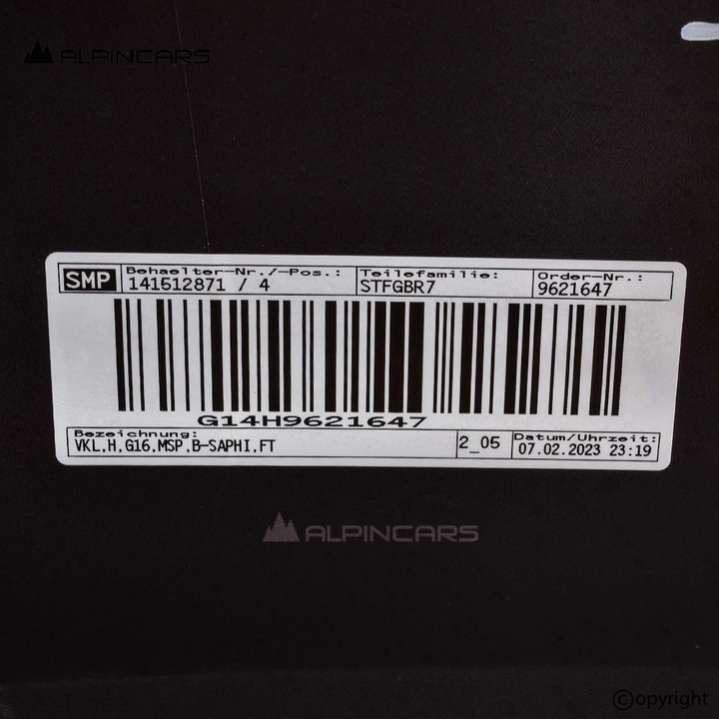 ALPINCARS
SMP
Behaelter-Nr./-Pos.:
141512871 / 4
Teilefamilie:
STFGBR7
Order-Nr.:
9621647
G14H9621647
Bezeichnung:
VKL.H.G16.MSP.B-SAPHI.FT
2_05
Datum/Uhrzeit:
07.02.2023 23:19
ALPINCARS
©opyright